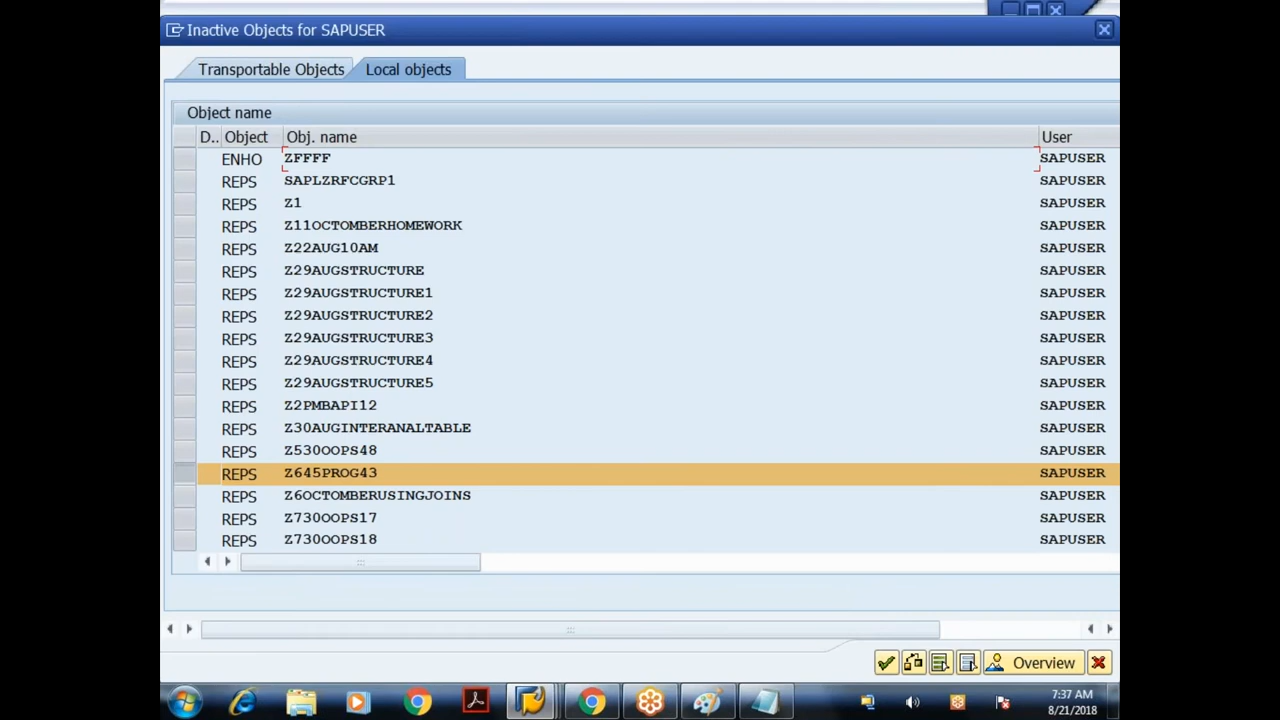 Inactive Objects for SAPUSER
Transportable Objects Local objects
Object name
D.. Object Obj. name User
ENHO ZFFFF SAPUSER
REPS SAPLZRFCGRP1 SAPUSER
REPS Z1 SAPUSER
REPS Z11OCTOMBERHOMEWORK SAPUSER
REPS Z22AUG10AM SAPUSER
REPS Z29AUGSTRUCTURE SAPUSER
REPS Z29AUGSTRUCTURE1 SAPUSER
REPS Z29AUGSTRUCTURE2 SAPUSER
REPS Z29AUGSTRUCTURE3 SAPUSER
REPS Z29AUGSTRUCTURE4 SAPUSER
REPS Z29AUGSTRUCTURE5 SAPUSER
REPS Z2PMBAPI12 SAPUSER
REPS Z30AUGINTERANALTABLE SAPUSER
REPS Z530OOPS48 SAPUSER
REPS Z645PROG43 SAPUSER
REPS Z6OCTOMBERUSINGJOINS SAPUSER
REPS Z730OOPS17 SAPUSER
REPS Z730OOPS18 SAPUSER
Overview
7:37 AM
8/21/2018